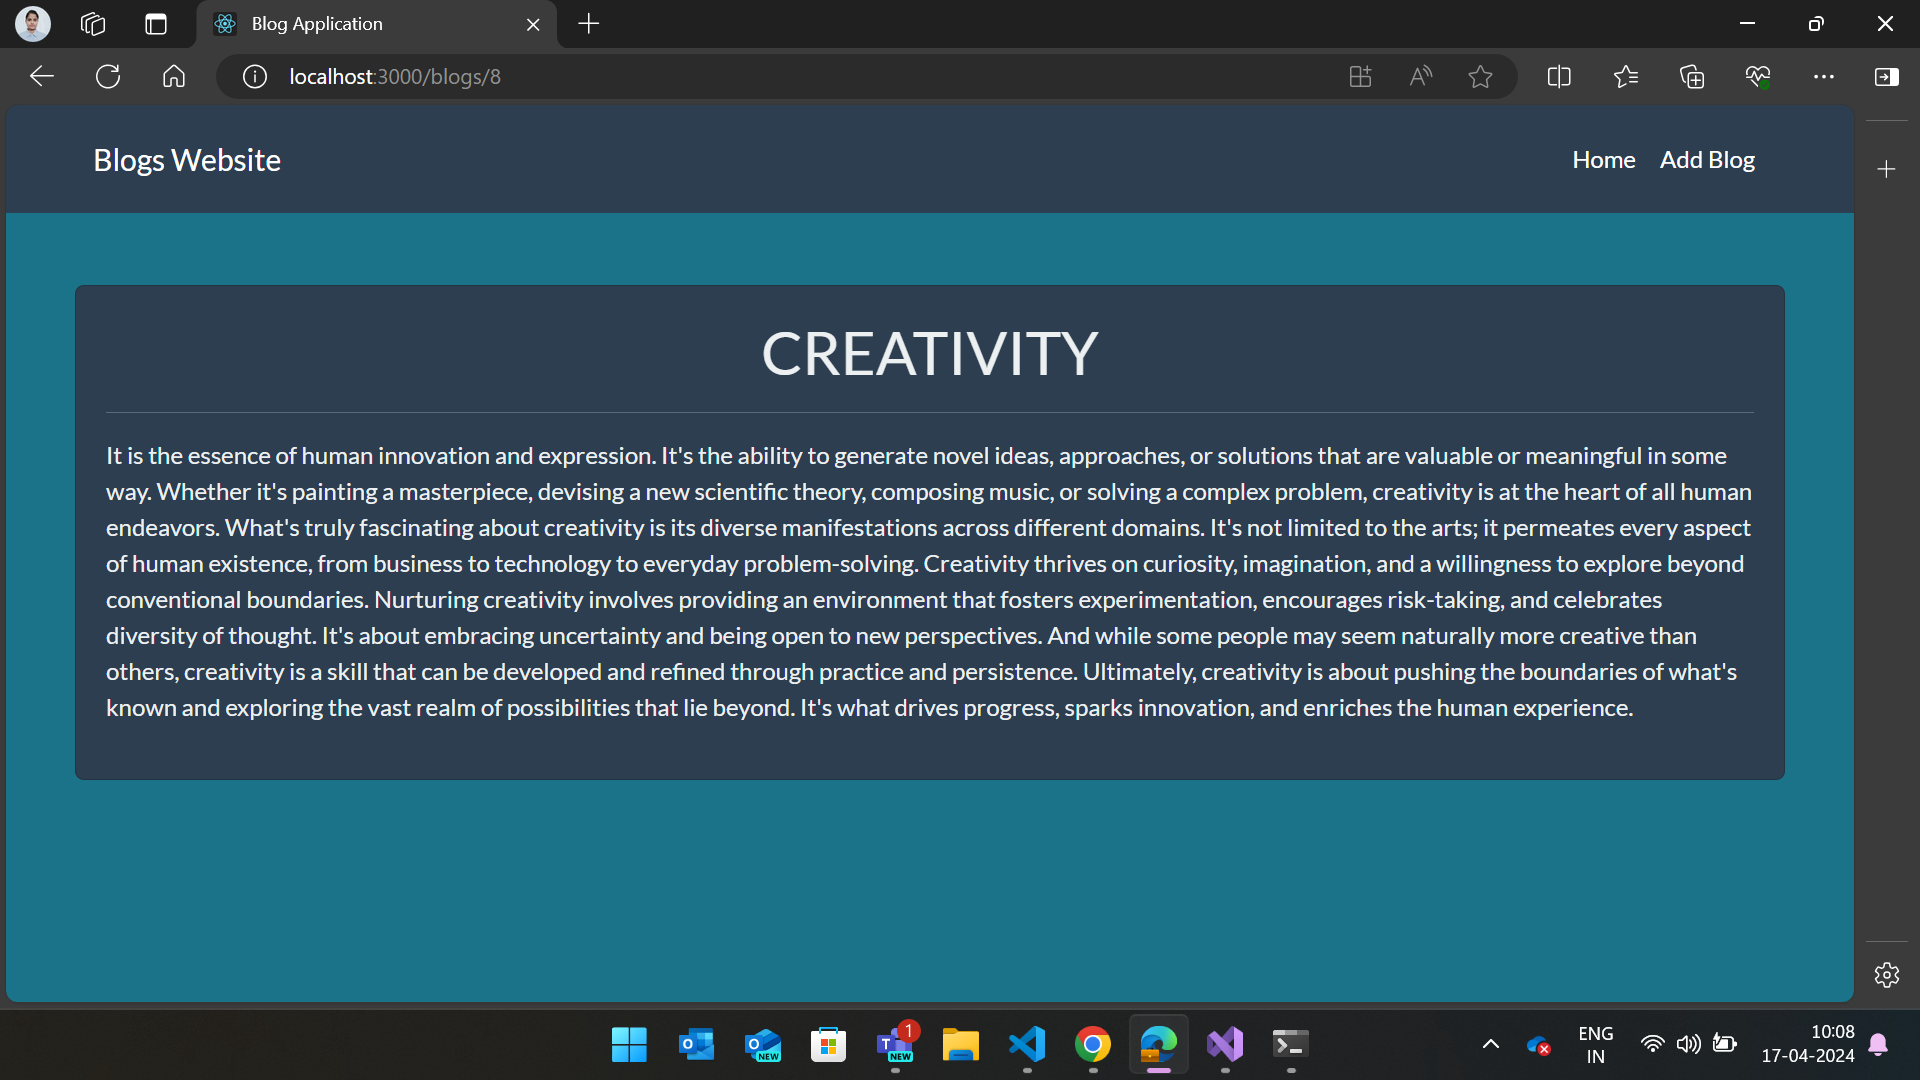 Blog Application
localhost:3000/blogs/8
Blogs Website
Home Add Blog
CREATIVITY
It is the essence of human innovation and expression. It's the ability to generate novel ideas, approaches, or solutions that are valuable or meaningful in some
way. Whether it's painting a masterpiece, devising a new scientific theory, composing music, or solving a complex problem, creativity is at the heart of all human
endeavors. What's truly fascinating about creativity is its diverse manifestations across different domains. It's not limited to the arts; it permeates every aspect
of human existence, from business to technology to everyday problem-solving. Creativity thrives on curiosity, imagination, and a willingness to explore beyond
conventional boundaries. Nurturing creativity involves providing an environment that fosters experimentation, encourages risk-taking, and celebrates
diversity of thought. It's about embracing uncertainty and being open to new perspectives. And while some people may seem naturally more creative than
others, creativity is a skill that can be developed and refined through practice and persistence. Ultimately, creativity is about pushing the boundaries of what's
known and exploring the vast realm of possibilities that lie beyond. It's what drives progress, sparks innovation, and enriches the human experience.
NEW
1
NEW
ENG
IN
10:08
17-04-2024